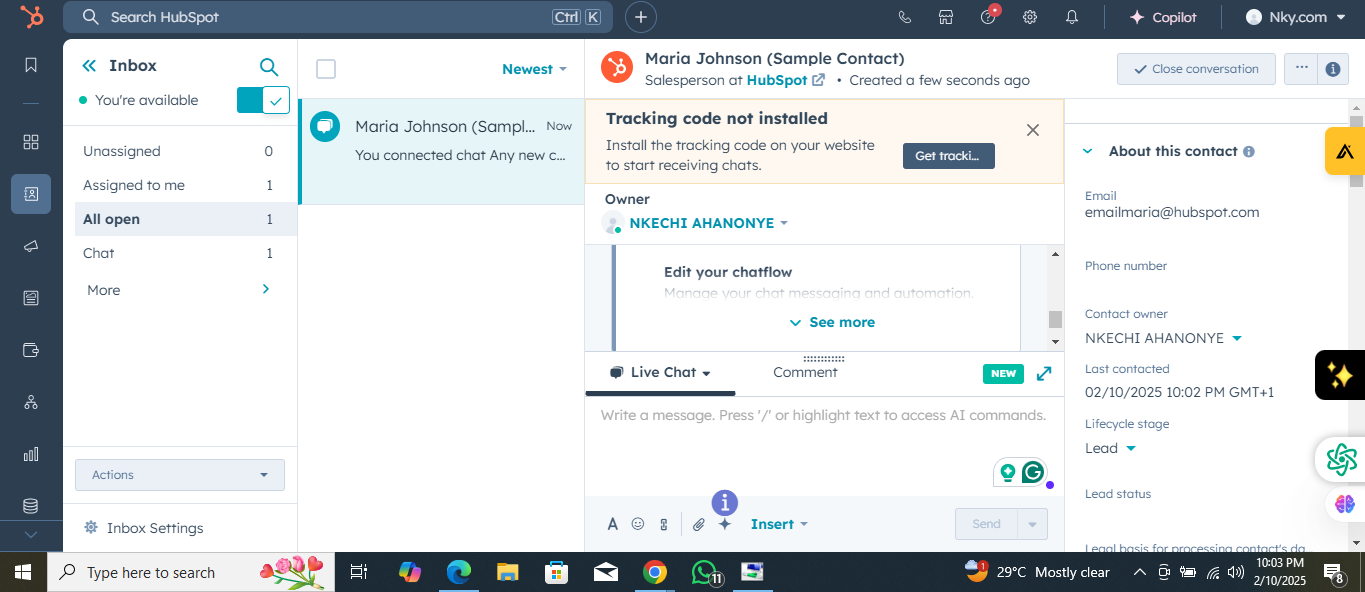 Search HubSpot
Ctrl K
Copilot
Nky.com
Inbox
You're available
Unassigned 0
Assigned to me 1
All open 1
Chat 1
More
Actions
Inbox Settings
Newest
Maria Johnson (Sampl... Now
You connected chat Any new c...
Maria Johnson (Sample Contact)
Salesperson at HubSpot • Created a few seconds ago
Close conversation
Tracking code not installed
Install the tracking code on your website
to start receiving chats.
Get tracki...
Owner
NKECHI AHANONYE
Edit your chatflow
Manage your chat messaging and automation.
See more
Live Chat
Comment
NEW
Write a message. Press '/' or highlight text to access AI commands.
A
Insert
Send
About this contact
Email
emailmaria@hubspot.com
Phone number
Contact owner
NKECHI AHANONYE
Last contacted
02/10/2025 10:02 PM GMT+1
Lifecycle stage
Lead
Lead status
Legal basis for processing contact's da
Type here to search
11
1
29°C Mostly clear
10:03 PM
2/10/2025
8